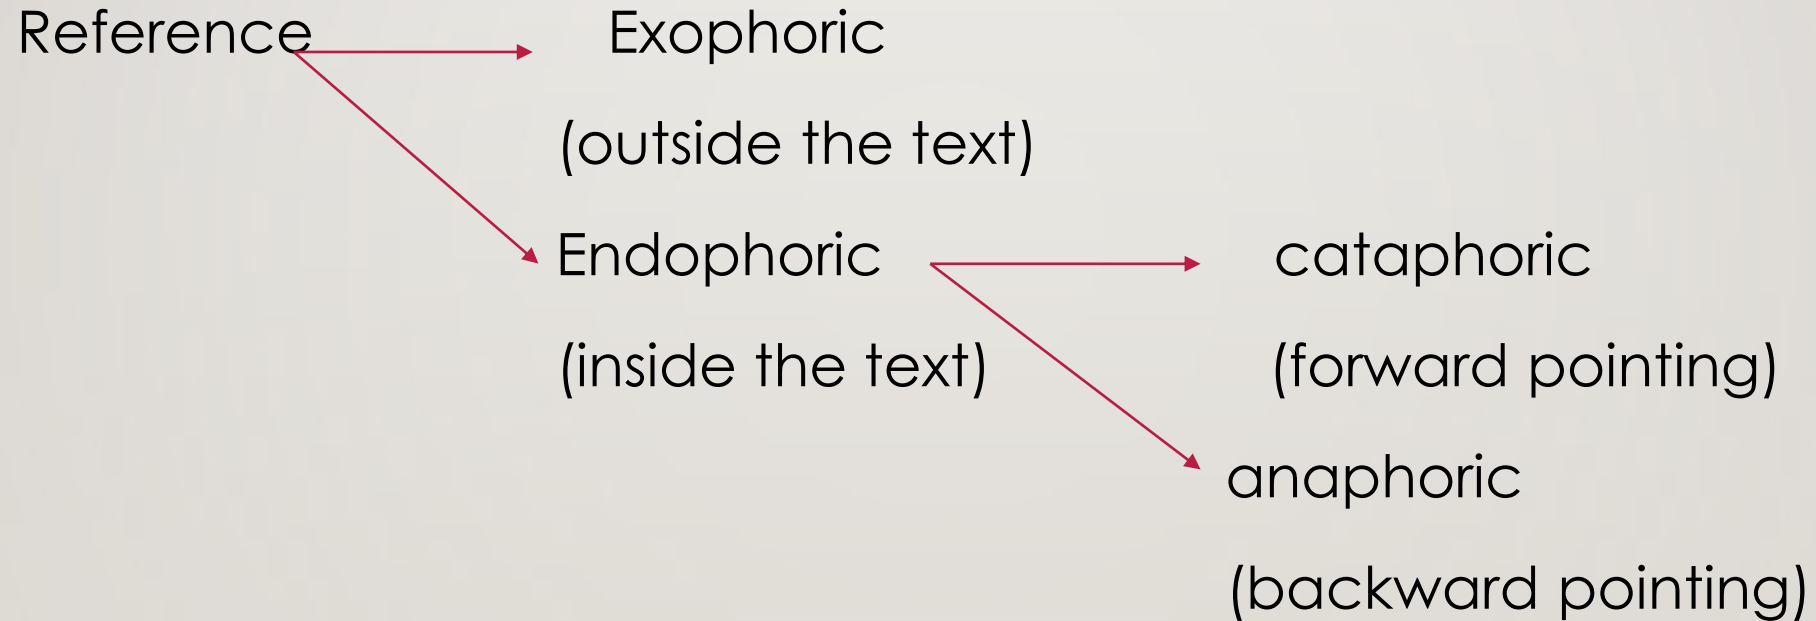 Reference Exophoric
(outside the text)
Endophoric cataphoric
(inside the text) (forward pointing)
anaphoric
(backward pointing)